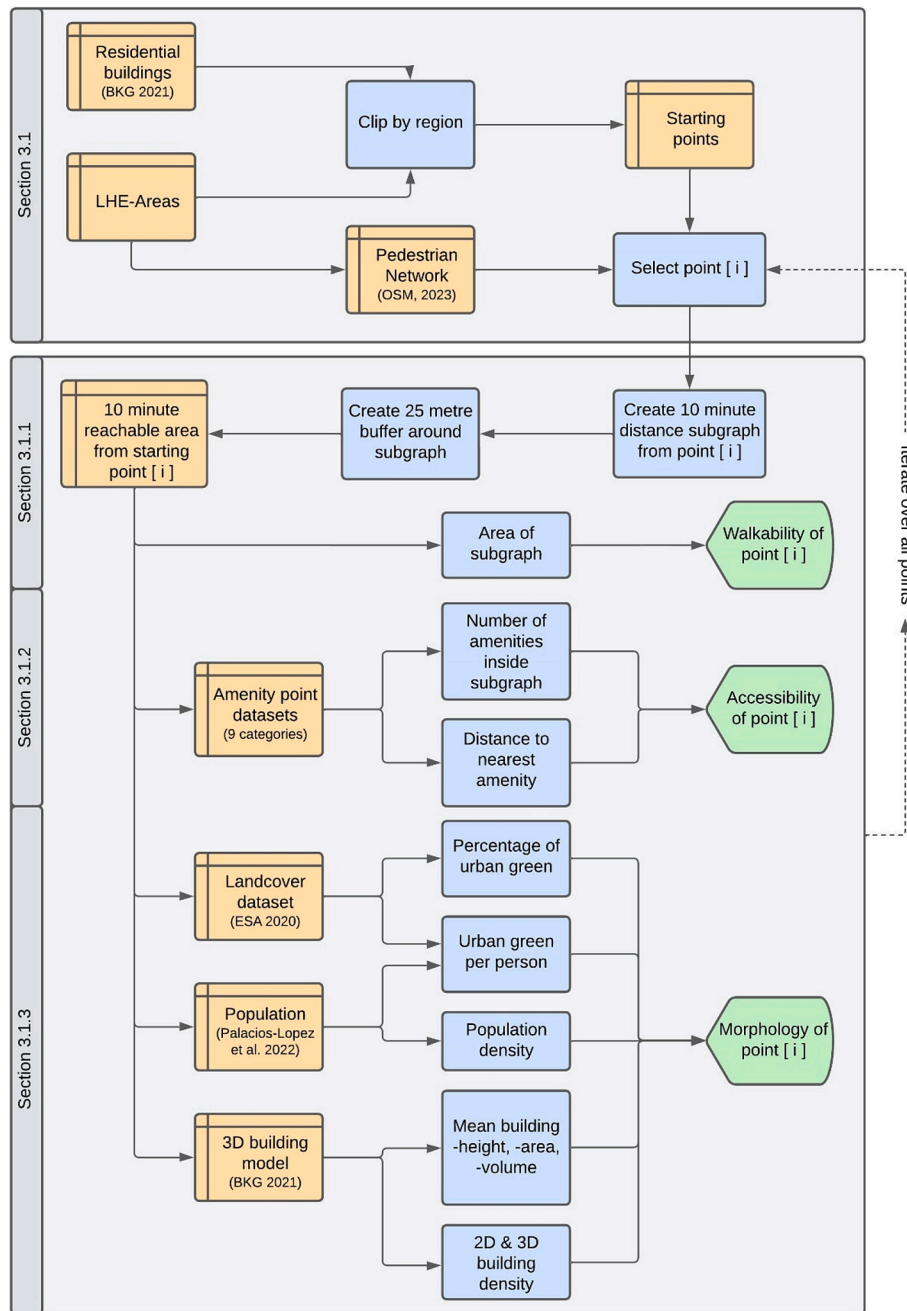 Section 3.1
Residential
buildings
(BKG 2021)
Clip by region
Starting
points
LHE-Areas
Pedestrian
Network
(OSM, 2023)
Select point [ i ]
Section 3.1.1
10 minute
reachable area
from starting
point [ i ]
Create 25 metre
buffer around
subgraph
Create 10 minute
distance subgraph
from point [ i ]
Area of
subgraph
Walkability of
point [ i ]
Section 3.1.2
Amenity point
datasets
(9 categories)
Number of
amenities
inside
subgraph
Distance to
nearest
amenity
Accessibility
of point [ i ]
Section 3.1.3
Landcover
dataset
(ESA 2020)
Percentage of
urban green
Urban green
per person
Population
(Palacios-Lopez
et al. 2022)
Population
density
Morphology of
point [ i ]
3D building
model
(BKG 2021)
Mean building
-height, -area,
-volume
2D & 3D
building
density
over all points